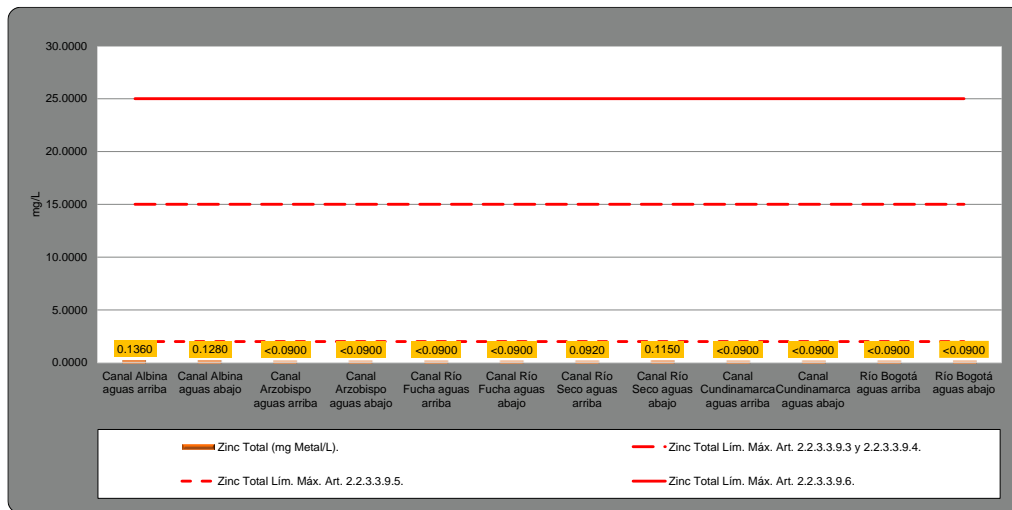 30.0000
25.0000
20.0000
15.0000
10.0000
5.0000
0.0000
mg/L
0.1360
0.1280
<0.0900
<0.0900
<0.0900
<0.0900
0.0920
0.1150
<0.0900
<0.0900
<0.0900
<0.0900
Canal Albina
aguas arriba
Canal Albina
aguas abajo
Canal
Arzobispo
aguas arriba
Canal
Arzobispo
aguas abajo
Canal Río
Fucha aguas
arriba
Canal Río
Fucha aguas
abajo
Canal Río
Seco aguas
arriba
Canal Río
Seco aguas
abajo
Canal
Cundinamarca
aguas arriba
Canal
Cundinamarca
aguas abajo
Río Bogotá
aguas arriba
Río Bogotá
aguas abajo
Zinc Total (mg Metal/L).
Zinc Total Lím. Máx. Art. 2.2.3.3.9.3 y 2.2.3.3.9.4.
Zinc Total Lím. Máx. Art. 2.2.3.3.9.5.
Zinc Total Lím. Máx. Art. 2.2.3.3.9.6.